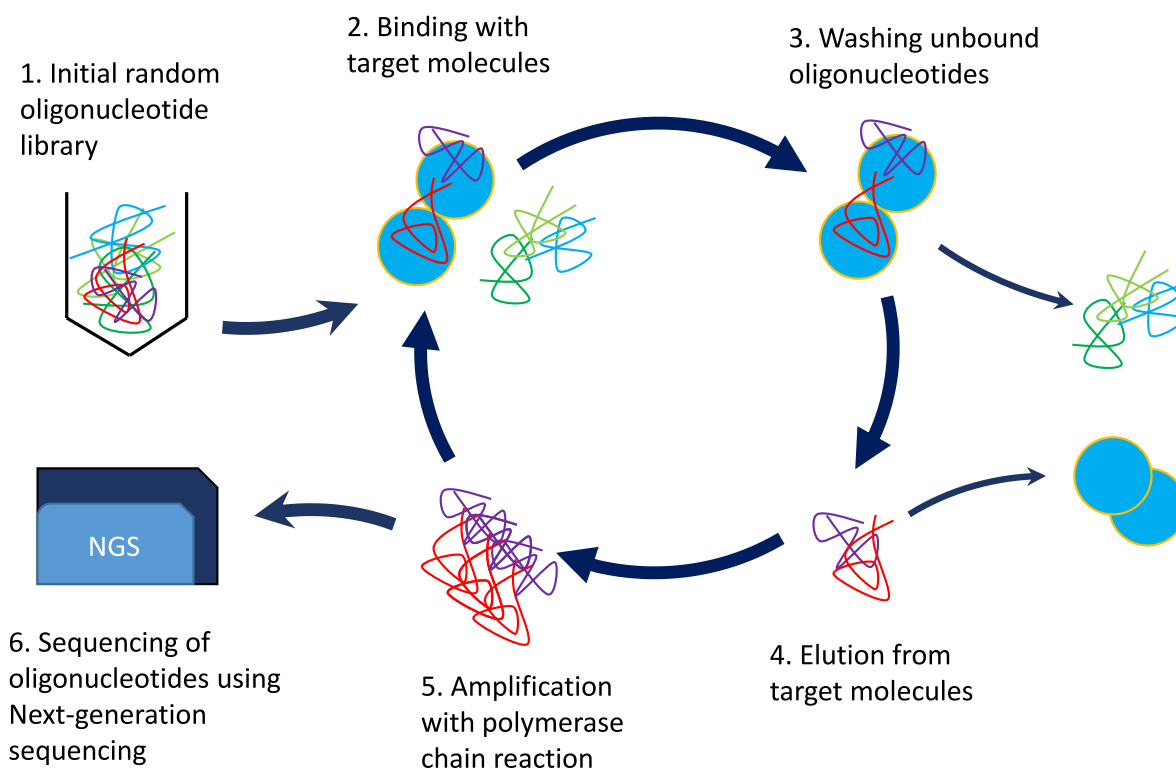 1. Initial random
oligonucleotide
library
2. Binding with
target molecules
3. Washing unbound
oligonucleotides
4. Elution from
target molecules
5. Amplification
with polymerase
chain reaction
NGS
6. Sequencing of
oligonucleotides using
Next-generation
sequencing